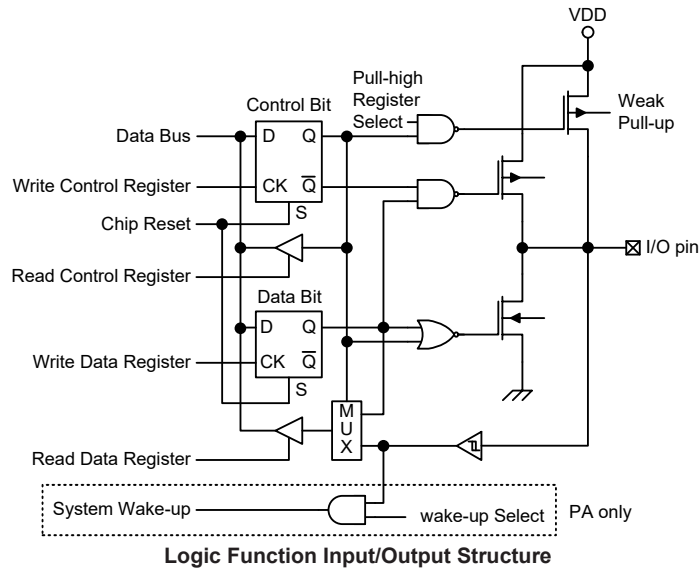 VDD
Pull-high
Register
Select
Weak
Pull-up
Control Bit
Data Bus
D
Q
Write Control Register
CK
Q
S
Chip Reset
I/O pin
Read Control Register
Data Bit
D
Q
Write Data Register
CK
Q
S
M
U
X
Read Data Register
System Wake-up
wake-up Select
PA only
Logic Function Input/Output Structure